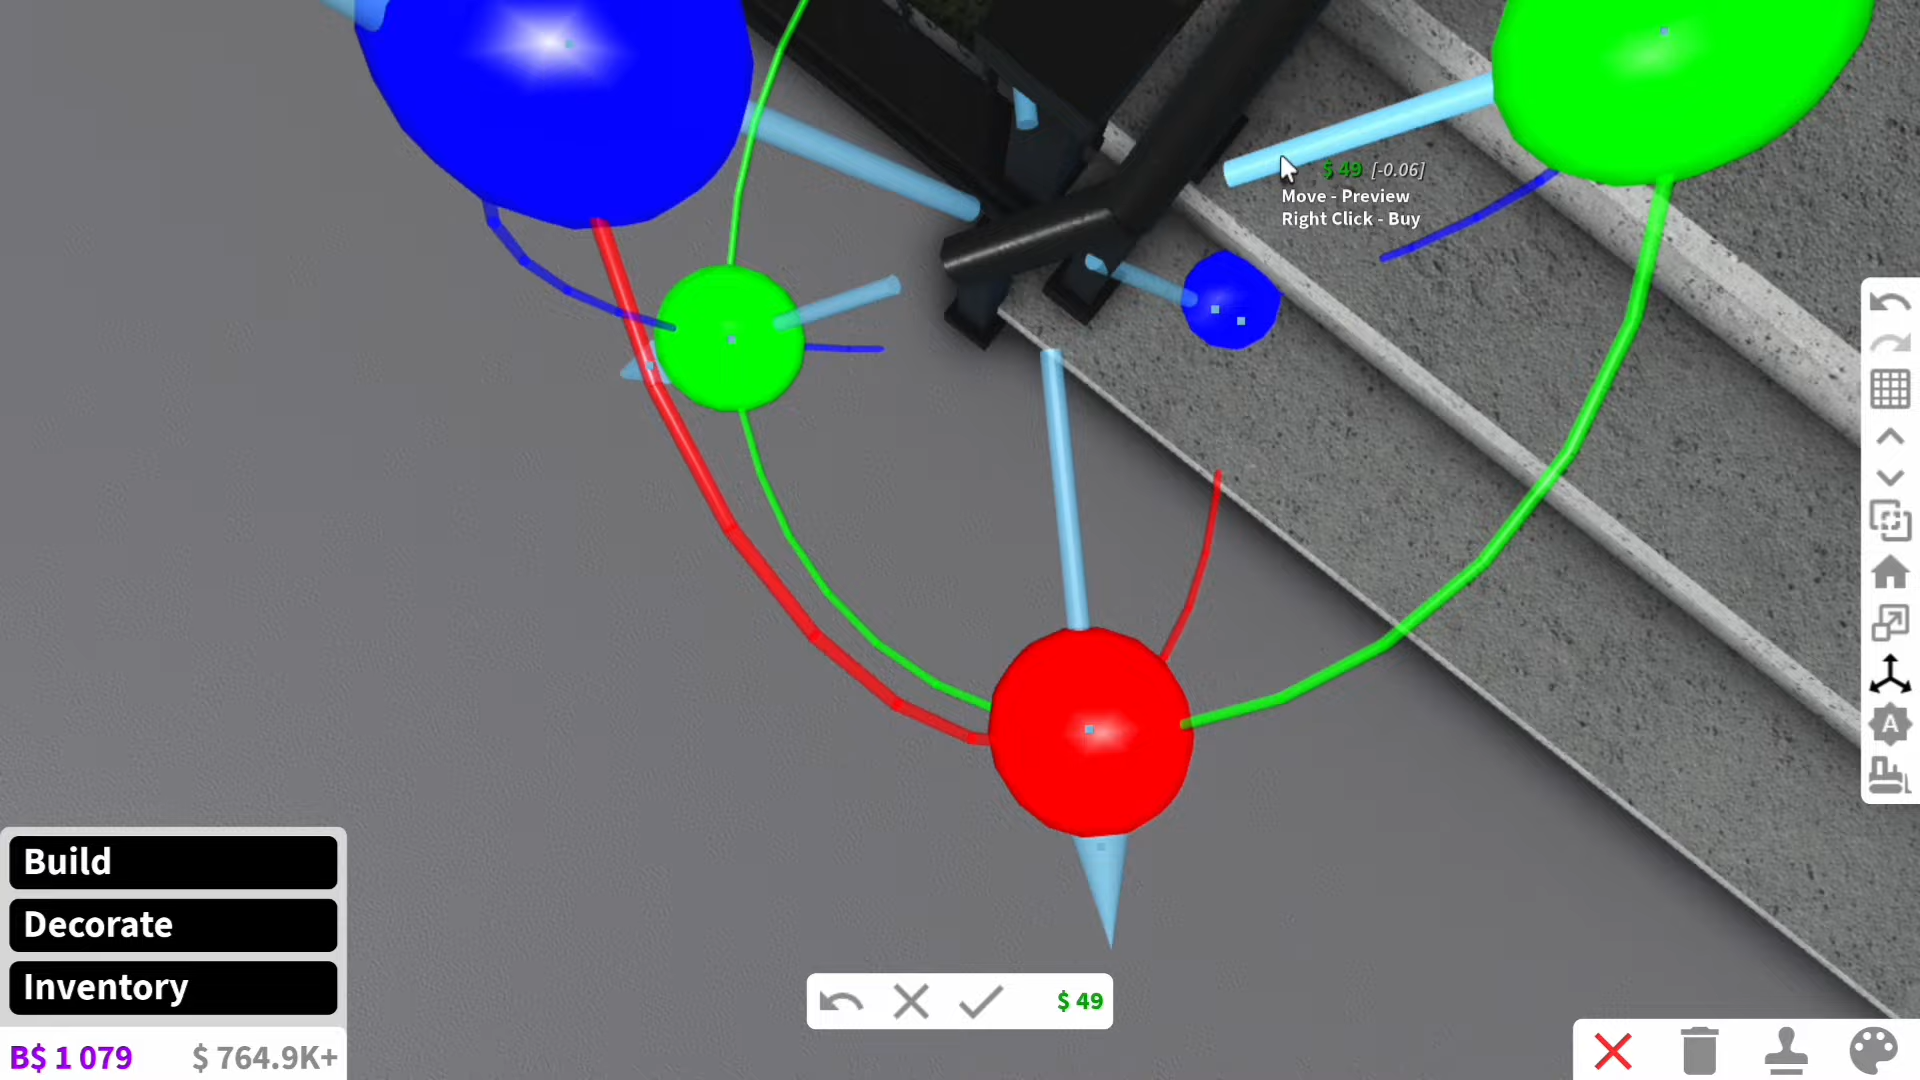 $ 49 [-0.06]
Move - Preview
Right Click - Buy
A
Build
Decorate
Inventory
B$ 1 079 $ 764.9K+
$ 49